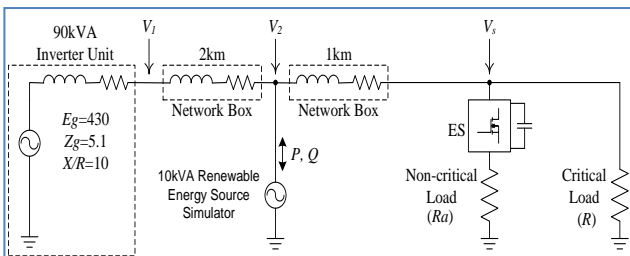 90kVA
Inverter Unit
V1
2km
V2
1km
Vs
Network Box
Network Box
Eg=430
Zg=5.1
X/R=10
P, Q
10kVA Renewable
Energy Source
Simulator
ES
Non-critical
Load
(Ra)
Critical
Load
(R)